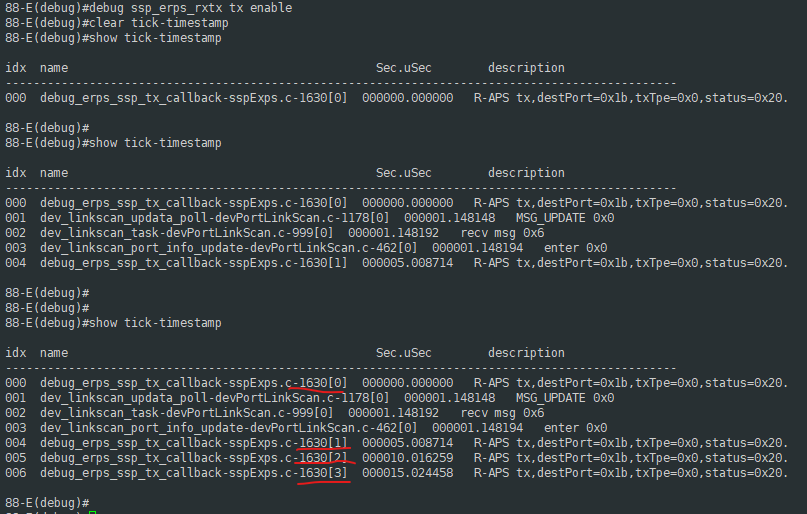 88-E(debug)#debug ssp_erps_rxtx tx enable
88-E(debug)#clear tick-timestamp
88-E(debug)#show tick-timestamp
idx  name                                           Sec.uSec        description
------------------------------------------------------------------------------------------------
000  debug_erps_ssp_tx_callback-sspExps.c-1630[0]  000000.000000   R-APS tx,destPort=0x1b,txTpe=0x0,status=0x20.
88-E(debug)#
88-E(debug)#show tick-timestamp
idx  name                                           Sec.uSec        description
------------------------------------------------------------------------------------------------
000  debug_erps_ssp_tx_callback-sspExps.c-1630[0]  000000.000000   R-APS tx,destPort=0x1b,txTpe=0x0,status=0x20.
001  dev_linkscan_updata_poll-devPortLinkScan.c-1178[0]  000001.148148   MSG_UPDATE 0x0
002  dev_linkscan_task-devPortLinkScan.c-999[0]  000001.148192   recv msg 0x6
003  dev_linkscan_port_info_update-devPortLinkScan.c-462[0]  000001.148194   enter 0x0
004  debug_erps_ssp_tx_callback-sspExps.c-1630[1]  000005.008714   R-APS tx,destPort=0x1b,txTpe=0x0,status=0x20.
88-E(debug)#
88-E(debug)#
88-E(debug)#show tick-timestamp
idx  name                                           Sec.uSec        description
------------------------------------------------------------------------------------------------
000  debug_erps_ssp_tx_callback-sspExps.c-1630[0]  000000.000000   R-APS tx,destPort=0x1b,txTpe=0x0,status=0x20.
001  dev_linkscan_updata_poll-devPortLinkScan.c-1178[0]  000001.148148   MSG_UPDATE 0x0
002  dev_linkscan_task-devPortLinkScan.c-999[0]  000001.148192   recv msg 0x6
003  dev_linkscan_port_info_update-devPortLinkScan.c-462[0]  000001.148194   enter 0x0
004  debug_erps_ssp_tx_callback-sspExps.c-1630[1]  000005.008714   R-APS tx,destPort=0x1b,txTpe=0x0,status=0x20.
005  debug_erps_ssp_tx_callback-sspExps.c-1630[2]  000010.016259   R-APS tx,destPort=0x1b,txTpe=0x0,status=0x20.
006  debug_erps_ssp_tx_callback-sspExps.c-1630[3]  000015.024458   R-APS tx,destPort=0x1b,txTpe=0x0,status=0x20.
88-E(debug)#